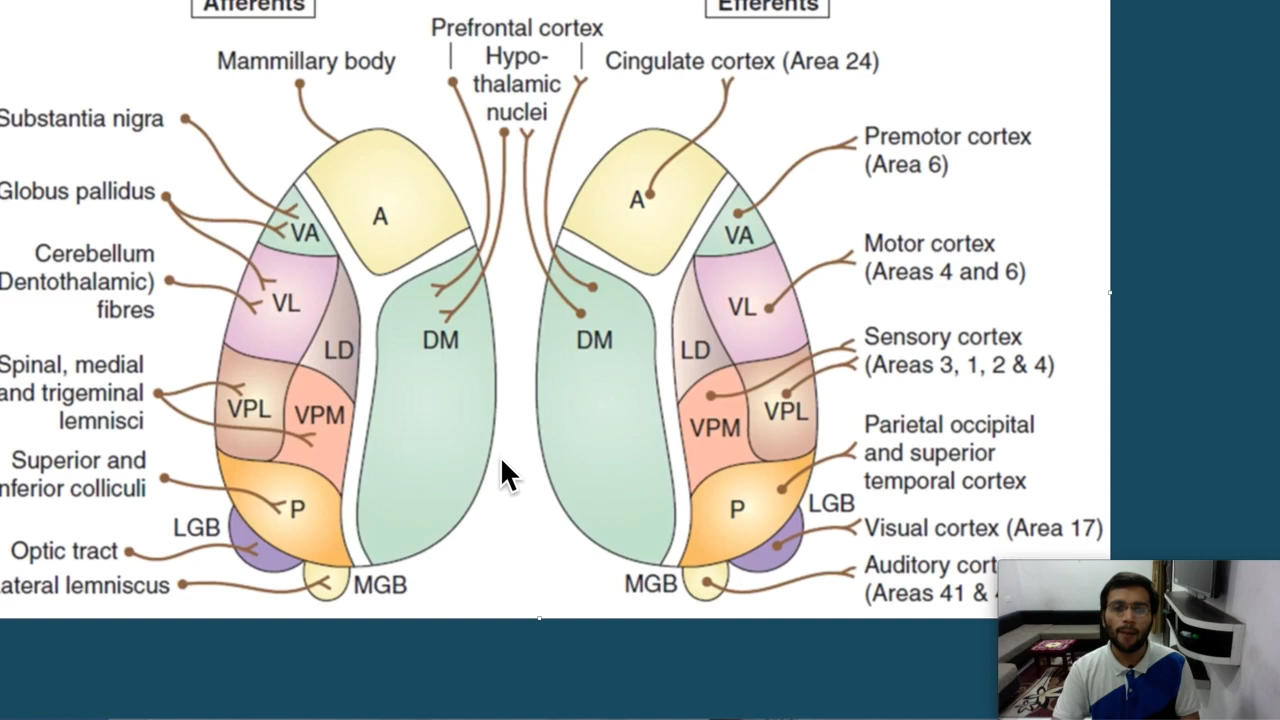 Afferents
Efferents
Prefrontal cortex
Mammillary body
Hypo-
thalamic
nuclei
Cingulate cortex (Area 24)
Substantia nigra
Globus pallidus
Cerebellum
(Dentothalamic)
fibres
Spinal, medial
and trigeminal
lemnisci
Superior and
nferior colliculi
LGB
Optic tract
ateral lemniscus
MGB
A
VA
VL
LD
DM
VPL
VPM
P
A
VA
VL
DM
LD
VPM
VPL
P
MGB
LGB
Premotor cortex
(Area 6)
Motor cortex
(Areas 4 and 6)
Sensory cortex
(Areas 3, 1, 2 & 4)
Parietal occipital
and superior
temporal cortex
Visual cortex (Area 17)
Auditory cort
(Areas 41 &